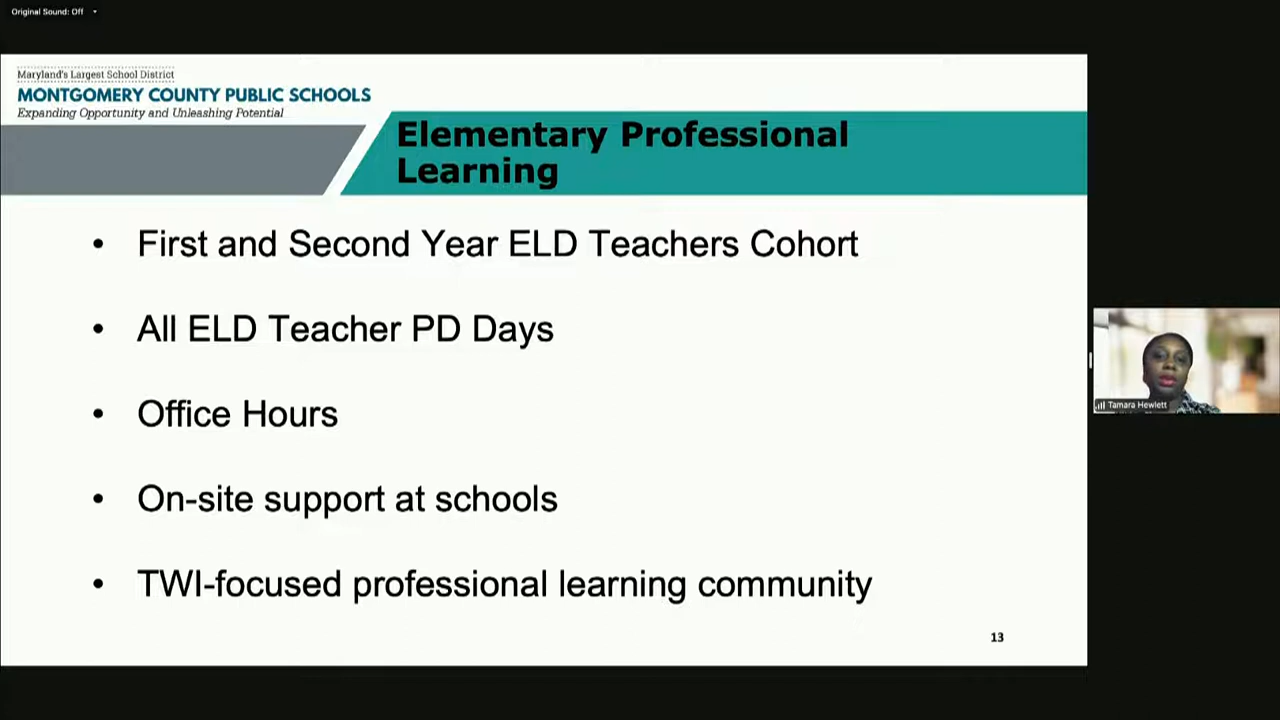 Original Sound: Off
Maryland's Largest School District
MONTGOMERY COUNTY PUBLIC SCHOOLS
Expanding Opportunity and Unleashing Potential
Elementary Professional
Learning
• First and Second Year ELD Teachers Cohort
• All ELD Teacher PD Days
• Office Hours
• On-site support at schools
• TWI-focused professional learning community
13
Tamara Hewlett